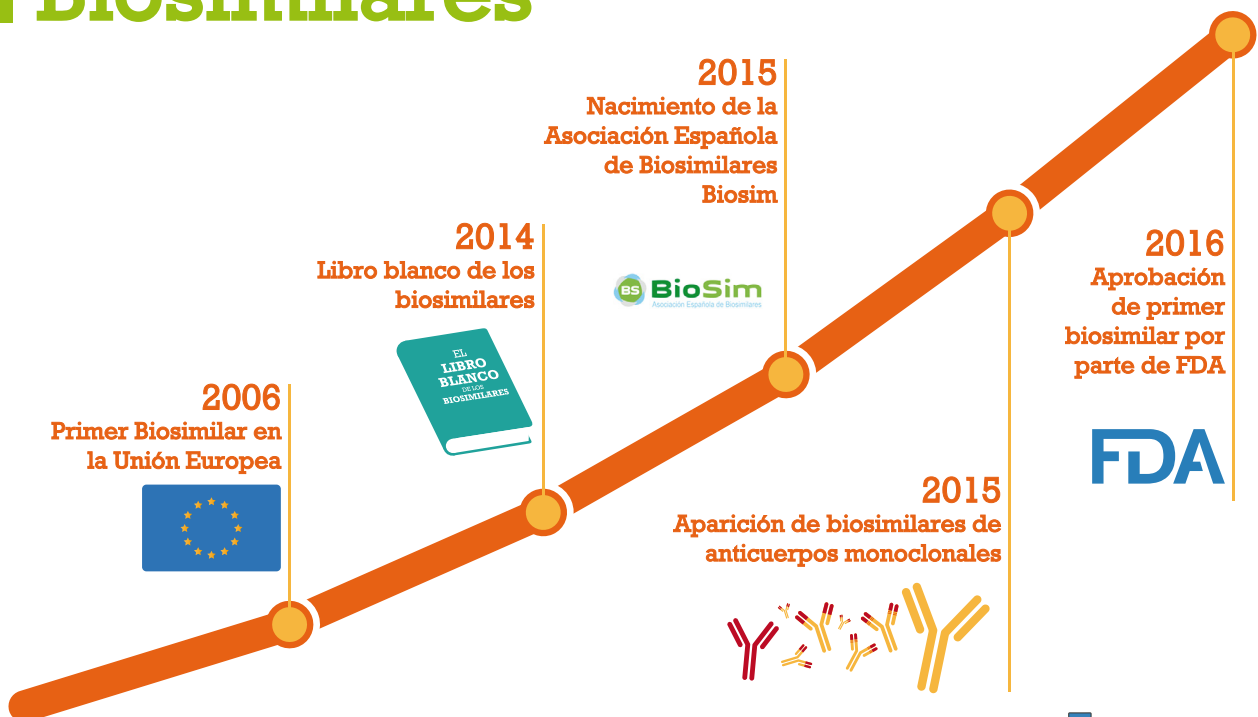 Biosimilares
2006
Primer Biosimilar en
la Unión Europea
2014
Libro blanco de los
biosimilares
EL
LIBRO
BLANCO
DE LOS
BIOSIMILARES
2015
Nacimiento de la
Asociación Española
de Biosimilares
Biosim
BS BioSim
Asociación Española de Biosimilares
2015
Aparición de biosimilares de
anticuerpos monoclonales
2016
Aprobación
de primer
biosimilar por
parte de FDA
FDA